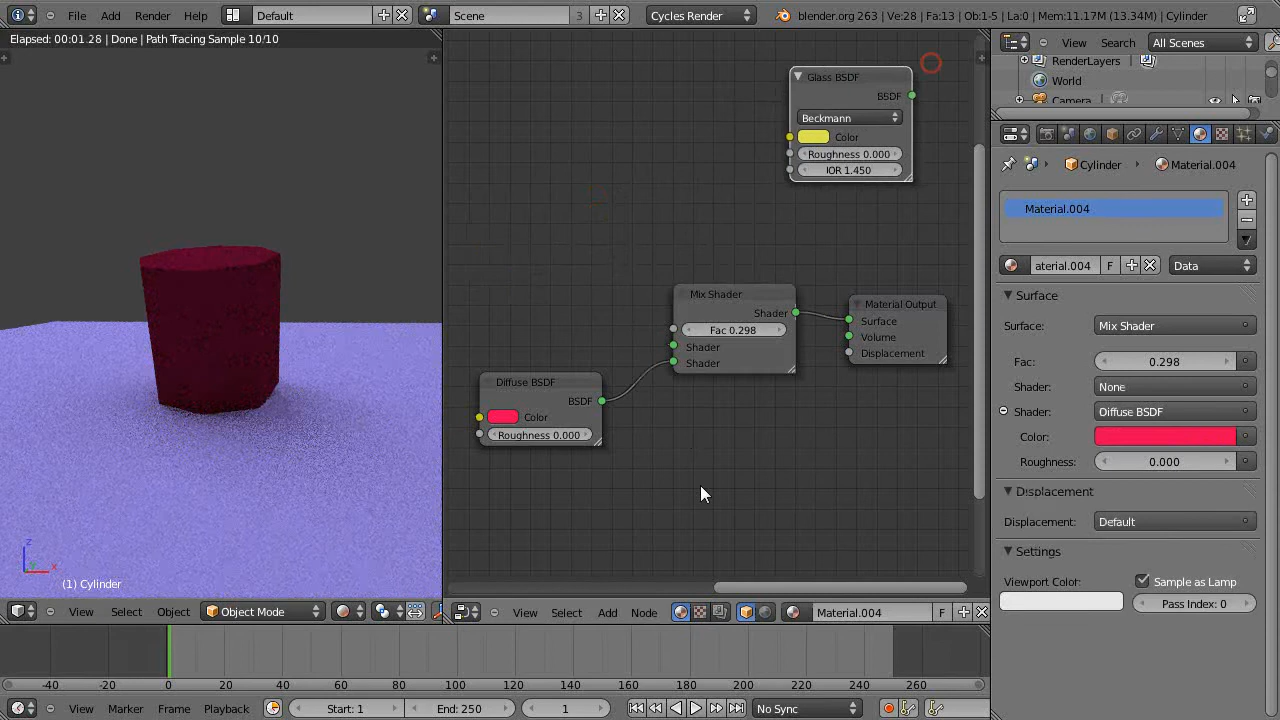 File Add Render Help Default Scene 3 Cycles Render blender.org 263 | Ve:28 | Fa:13 | Ob:1-5 | La:0 | Mem:11.17M (13.34M) | Cylinder
Elapsed: 00:01.28 | Done | Path Tracing Sample 10/10
View Search All Scenes
RenderLayers
World
Camera
Glass BSDF
BSDF
Beckmann
Color
Roughness 0.000
IOR 1.450
Mix Shader
Shader
Fac 0.298
Shader
Shader
Material Output
Surface
Volume
Displacement
Diffuse BSDF
BSDF
Color
Roughness 0.000
Cylinder Material.004
Material.004
aterial.004 F Data
Surface
Surface: Mix Shader
Fac: 0.298
Shader: None
Shader: Diffuse BSDF
Color:
Roughness: 0.000
Displacement
Displacement: Default
Settings
Viewport Color: Sample as Lamp
Pass Index: 0
z
x
(1) Cylinder
View Select Object Object Mode
View Select Add Node Material.004 F
-40 -20 0 20 40 60 80 100 120 140 160 180 200 220 240 260
View Marker Frame Playback Start: 1 End: 250 1 No Sync